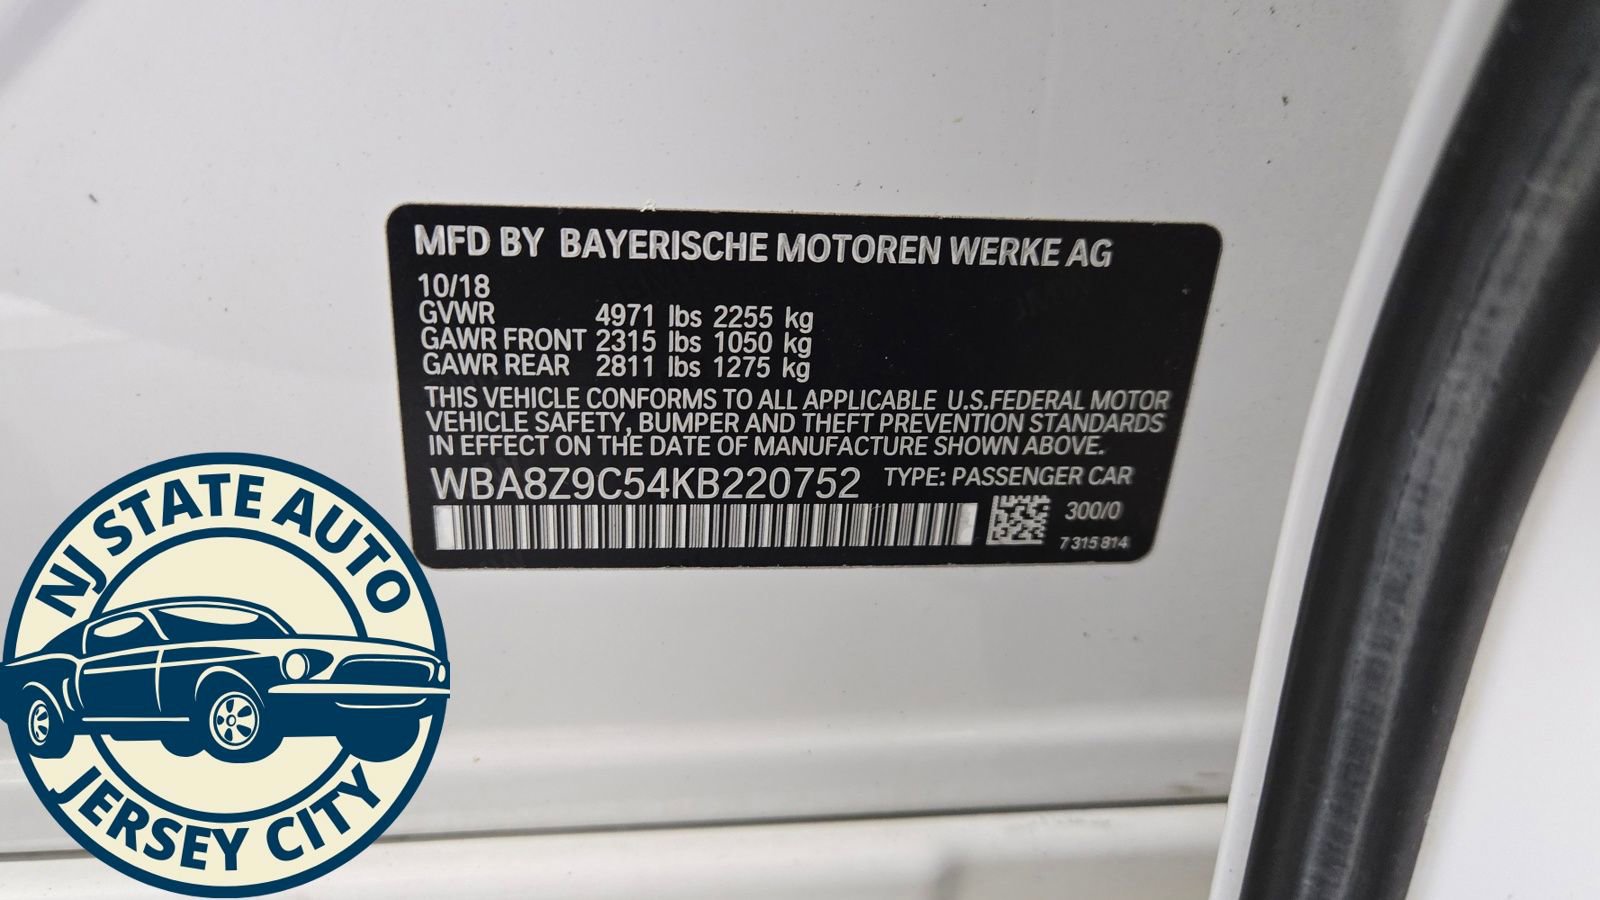 MFD BY BAYERISCHE MOTOREN WERKE AG
10/18
GVWR 4971 lbs 2255 kg
GAWR FRONT 2315 lbs 1050 kg
GAWR REAR 2811 lbs 1275 kg
THIS VEHICLE CONFORMS TO ALL APPLICABLE U.S.FEDERAL MOTOR
VEHICLE SAFETY, BUMPER AND THEFT PREVENTION STANDARDS
IN EFFECT ON THE DATE OF MANUFACTURE SHOWN ABOVE.
WBA8Z9C54KB220752 TYPE: PASSENGER CAR
300/0
7315814
NJ STATE AUTO
JERSEY CITY